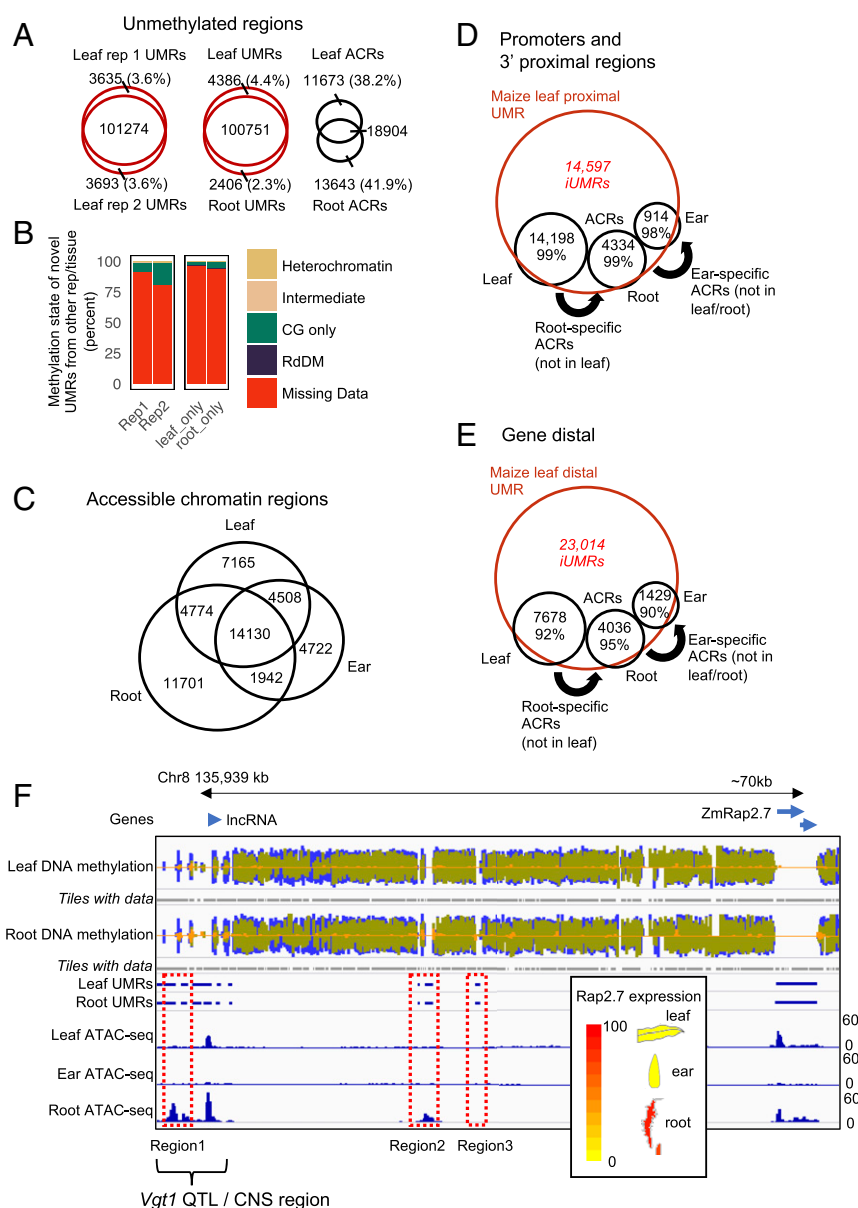 A
Unmethylated regions
Leaf rep 1 UMRs
3635 (3.6%)
101274
3693 (3.6%)
Leaf rep 2 UMRs
Leaf UMRs
4386 (4.4%)
100751
2406 (2.3%)
Root UMRs
Leaf ACRs
11673 (38.2%)
18904
13643 (41.9%)
Root ACRs
B
Methylation state of novel
UMRs from other rep/tissue
(percent)
100
75
50
25
0
Rep1
Rep2
leaf_only
root_only
Heterochromatin
Intermediate
CG only
RdDM
Missing Data
C
Accessible chromatin regions
Leaf
7165
4774
4508
14130
4722
11701
1942
Ear
Root
D
Promoters and
3' proximal regions
Maize leaf proximal
UMR
14,597
iUMRs
ACRs
914
98%
Ear
14,198
99%
4334
99%
Leaf
Root
Ear-specific
ACRs (not in
leaf/root)
Root-specific
ACRs
(not in leaf)
E
Gene distal
Maize leaf distal
UMR
23,014
iUMRs
ACRs
1429
90%
Ear
7678
92%
4036
95%
Leaf
Root
Ear-specific
ACRs (not in
leaf/root)
Root-specific
ACRs
(not in leaf)
F
Chr8 135,939 kb
~70kb
Genes
lncRNA
ZmRap2.7
Leaf DNA methylation
Tiles with data
Root DNA methylation
Tiles with data
Leaf UMRs
Root UMRs
Leaf ATAC-seq
Ear ATAC-seq
Root ATAC-seq
60
0
60
0
60
0
Rap2.7 expression
100
0
leaf
ear
root
Region1
Region2
Region3
Vgt1 QTL / CNS region